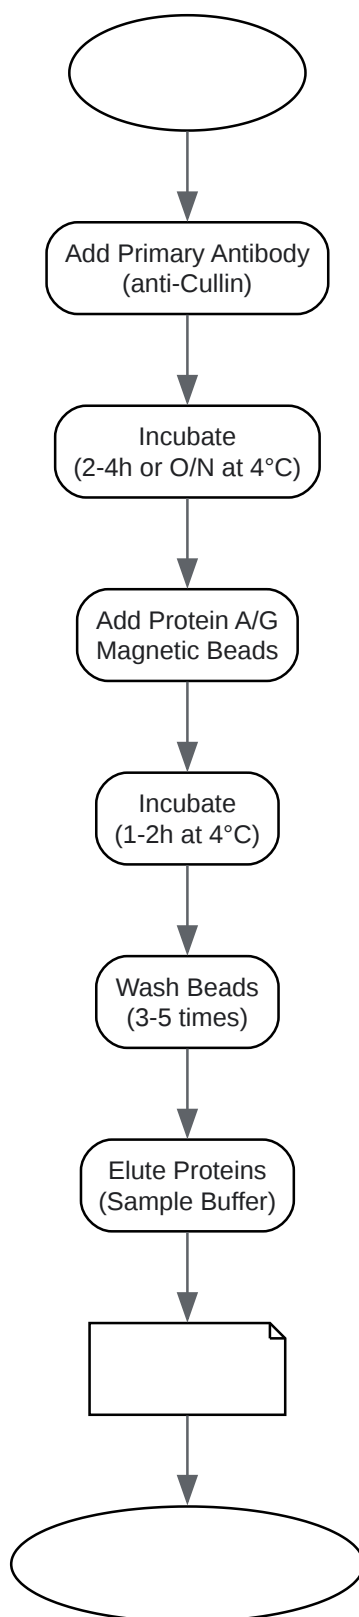 Add Primary Antibody
(anti-Cullin)
Incubate
(2-4h or O/N at 4°C)
Add Protein A/G
Magnetic Beads
Incubate
(1-2h at 4°C)
Wash Beads
(3-5 times)
Elute Proteins
(Sample Buffer)